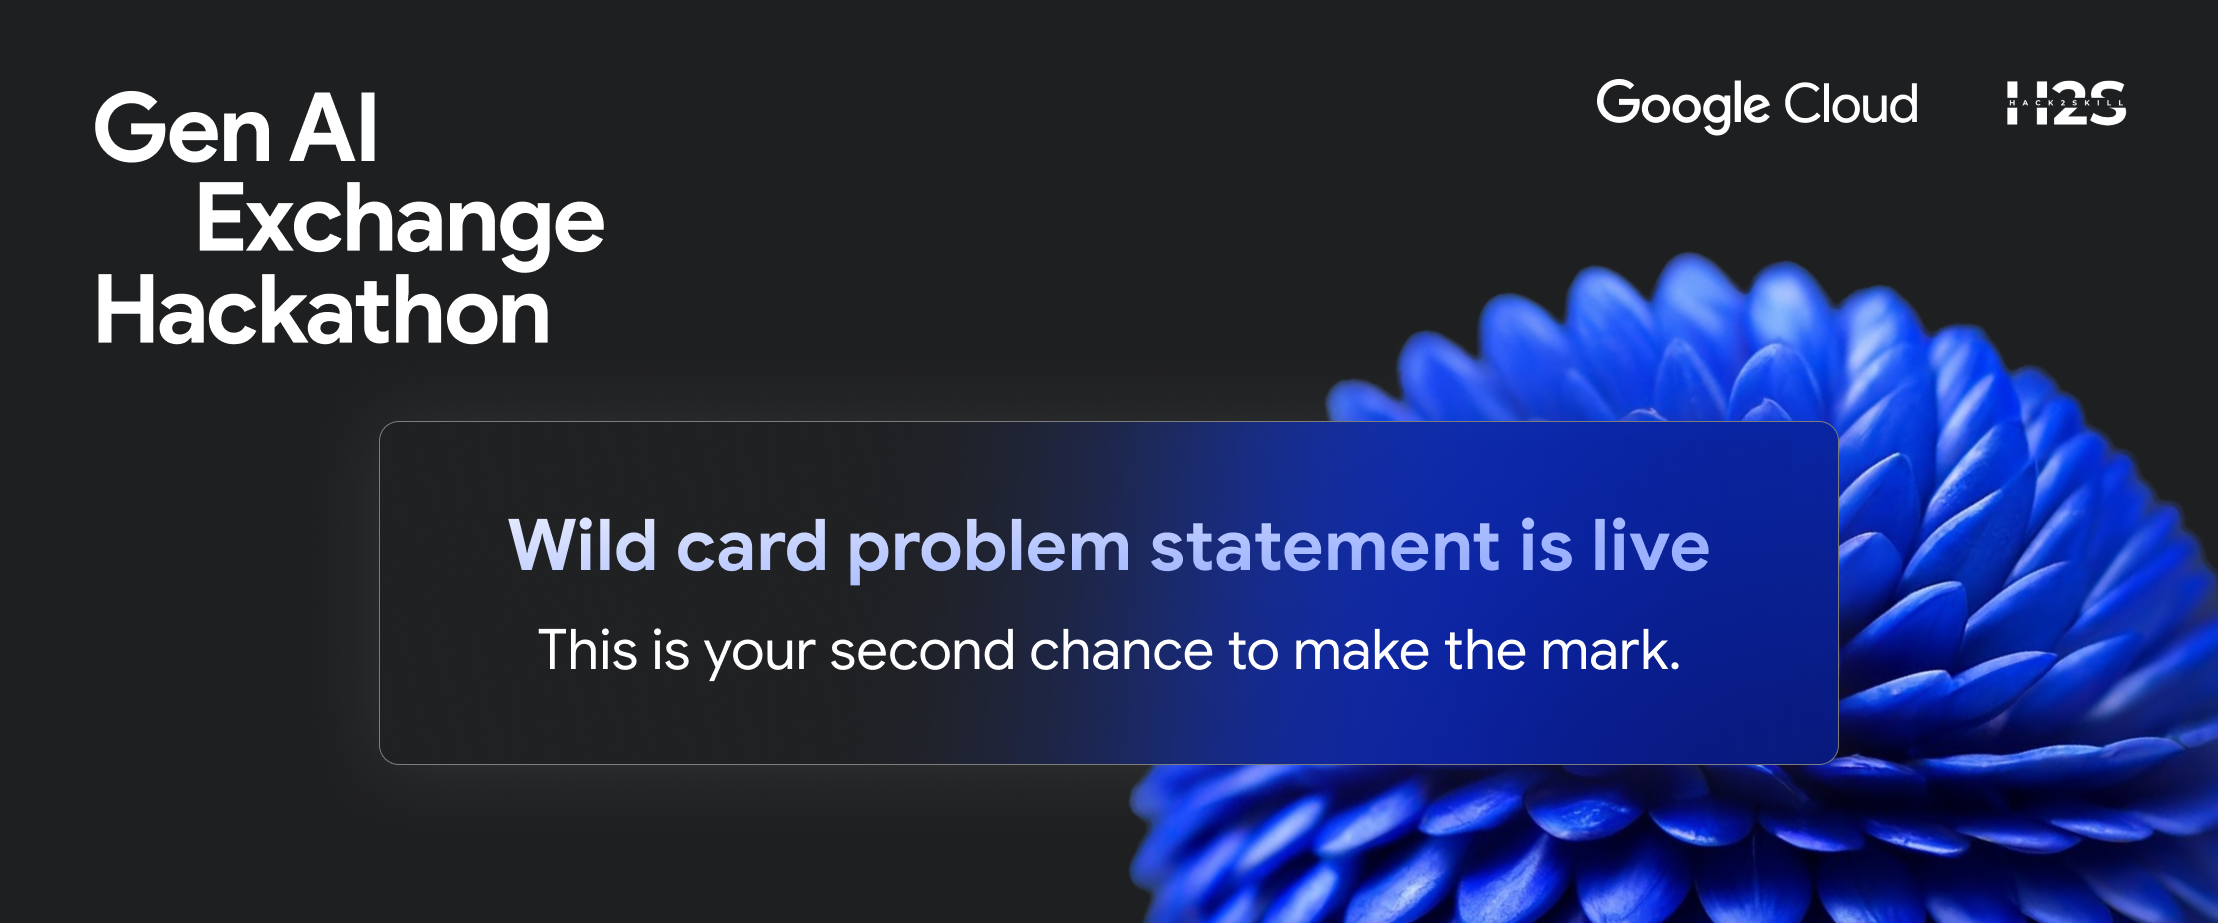 Gen AI
Exchange
Hackathon
Google Cloud
H2S
HACK2SKILL
Wild card problem statement is live
This is your second chance to make the mark.